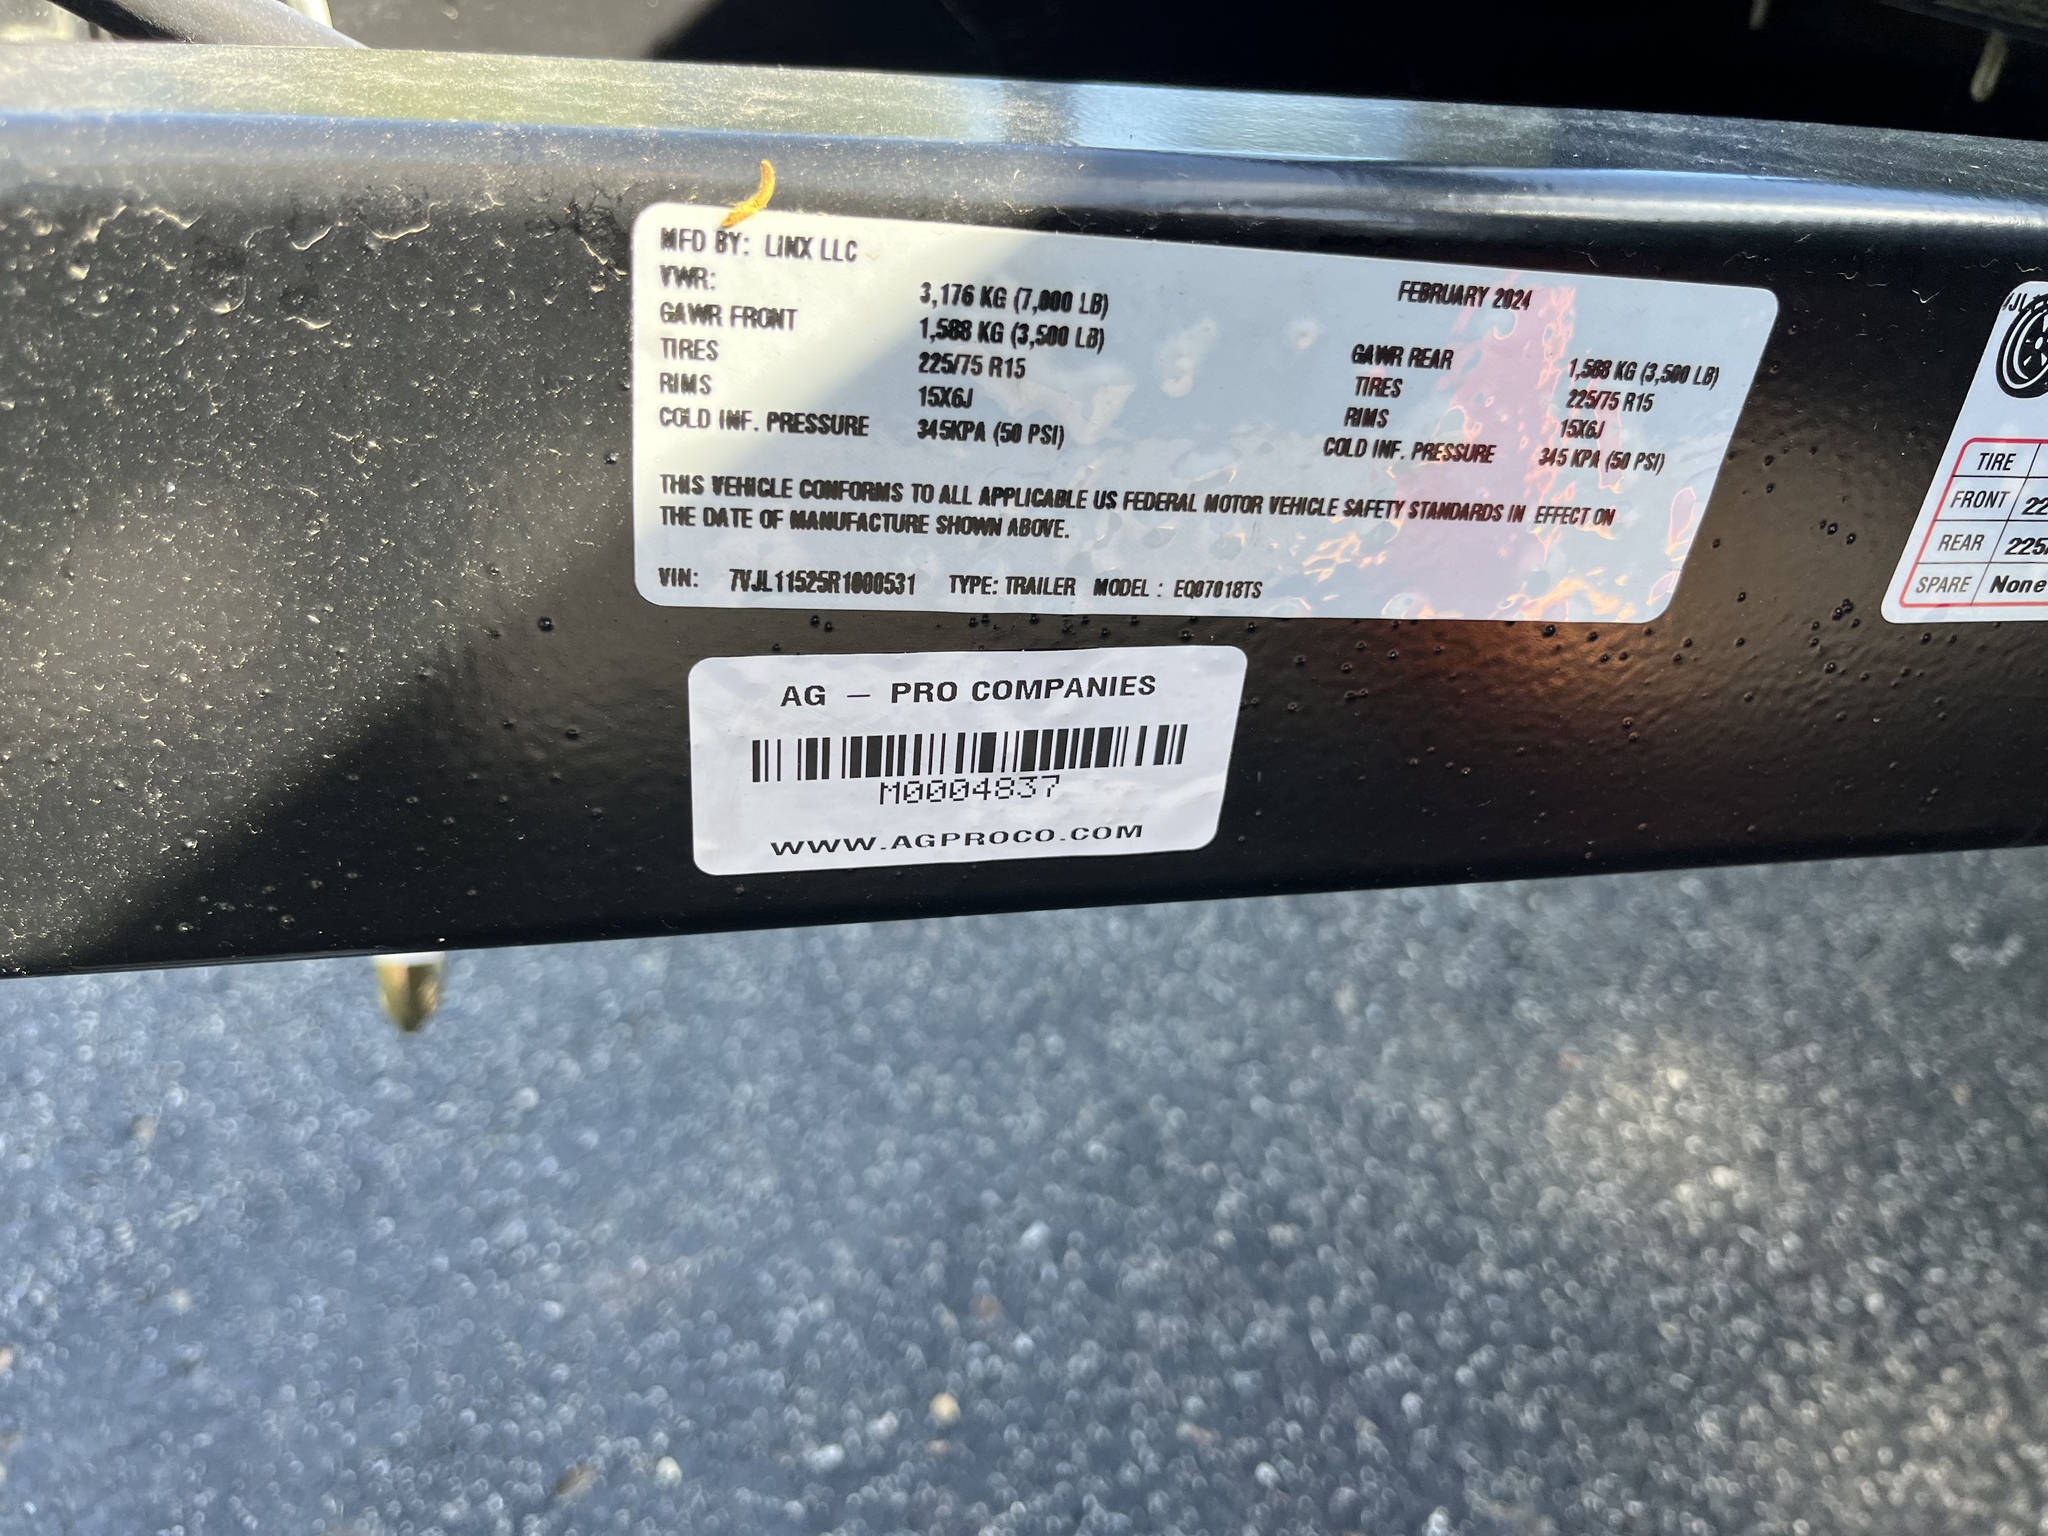 MFD BY: LINX LLC
FEBRUARY 2024
VWR: 3,176 KG (7,000 LB)
GAWR FRONT 1,588 KG (3,500 LB) GAWR REAR 1,588 KG (3,500 LB)
TIRES 225/75 R15 TIRES 225/75 R15
RIMS 15X6J RIMS 15X6J
COLD INF. PRESSURE 345KPA (50 PSI) COLD INF. PRESSURE 345 KPA (50 PSI)
THIS VEHICLE CONFORMS TO ALL APPLICABLE US FEDERAL MOTOR VEHICLE SAFETY STANDARDS IN EFFECT ON
THE DATE OF MANUFACTURE SHOWN ABOVE.
VIN: 7VJL11525R1000531 TYPE: TRAILER MODEL : EQ07018TS
AG – PRO COMPANIES
M0004837
WWW.AGPROCO.COM
TIRE
FRONT 22
REAR 225
SPARE None